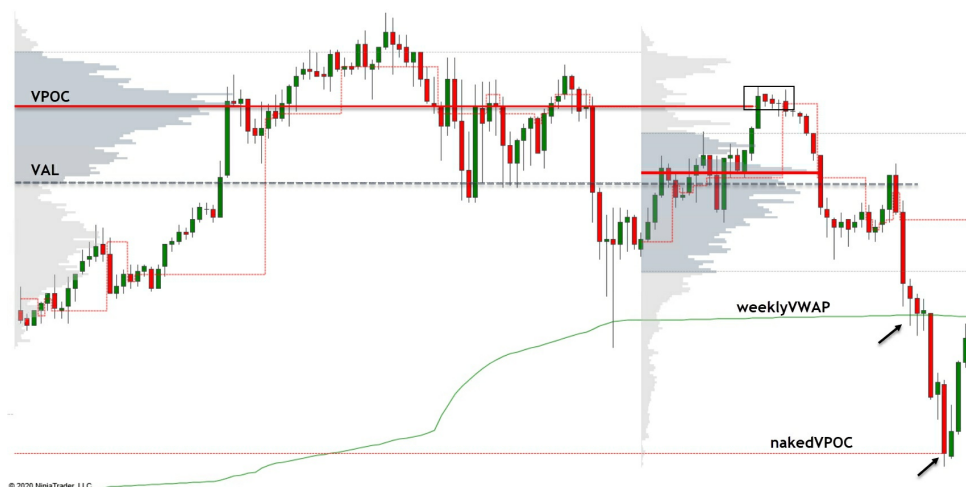 VPOC
VAL
weeklyVWAP
nakedVPOC
© 2020 NinjaTrader, LLC